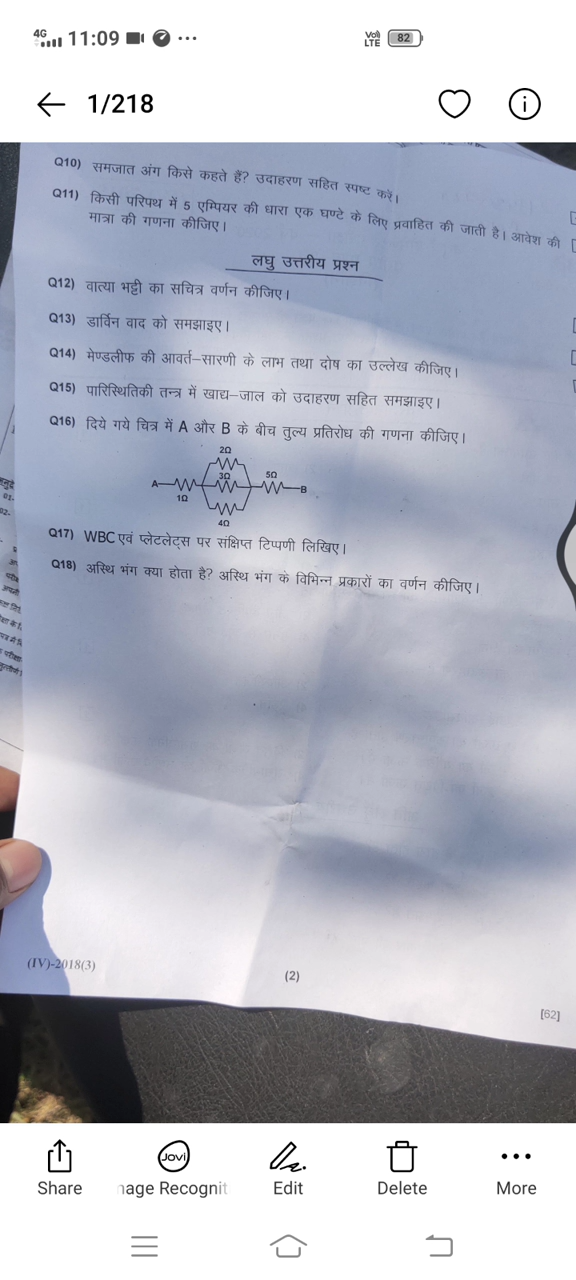 4G 11:09 ... Vo) LTE 82
1/218
Q10) समजात अंग किसे कहते हैं? उदाहरण सहित स्पष्ट करें।
Q11) किसी परिपथ में 5 एम्पियर की धारा एक घण्टे के लिए प्रवाहित की जाती है। आवेश की
मात्रा की गणना कीजिए।
लघु उत्तरीय प्रश्न
Q12) वात्या भट्टी का सचित्र वर्णन कीजिए।
Q13) डार्विन वाद को समझाइए।
Q14) मेण्डलीफ की आवर्त–सारणी के लाभ तथा दोष का उल्लेख कीजिए।
Q15) पारिस्थितिकी तन्त्र में खाद्य–जाल को उदाहरण सहित समझाइए।
Q16) दिये गये चित्र में A और B के बीच तुल्य प्रतिरोध की गणना कीजिए।
2Ω
3Ω 5Ω
A B
1Ω
4Ω
Q17) WBC एवं प्लेटलेट्स पर संक्षिप्त टिप्पणी लिखिए।
Q18) अस्थि भंग क्या होता है? अस्थि भंग के विभिन्न प्रकारों का वर्णन कीजिए।
(IV)-2018(3)
(2)
[62]
Jovi
Share nage Recognit Edit Delete More